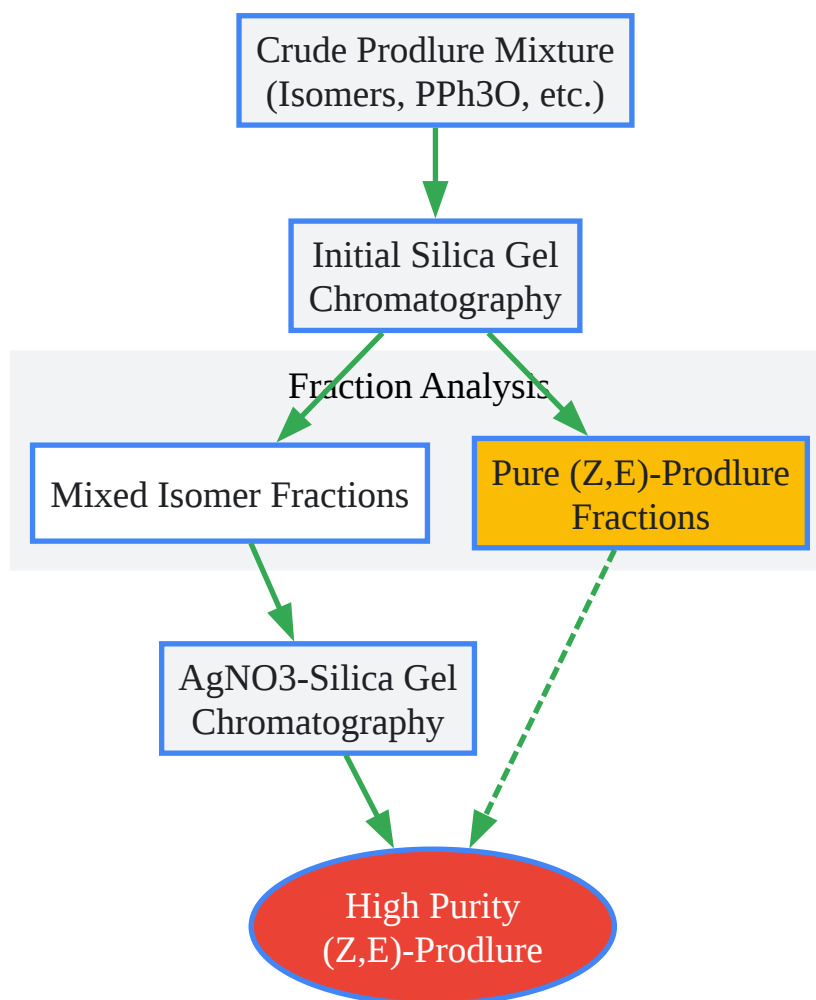 Crude Prodlure Mixture
(Isomers, PPh3O, etc.)
Initial Silica Gel
Chromatography
Fraction Analysis
Mixed Isomer Fractions
Pure (Z,E)-Prodlure
Fractions
AgNO3-Silica Gel
Chromatography
High Purity
(Z,E)-Prodlure